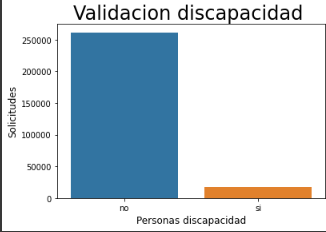 Validacion discapacidad
250000
200000
150000
100000
50000
0
Solicitudes
no si
Personas discapacidad